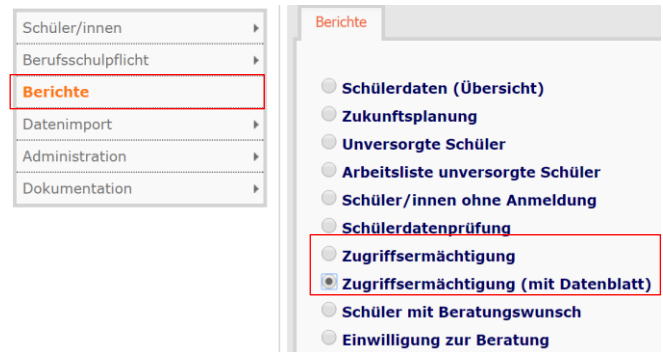 Schüler/innen
Berufsschulpflicht
Berichte
Datenimport
Administration
Dokumentation
Berichte
Schülerdaten (Übersicht)
Zukunftsplanung
Unversorgte Schüler
Arbeitsliste unversorgte Schüler
Schüler/innen ohne Anmeldung
Schülerdatenprüfung
Zugriffsermächtigung
Zugriffsermächtigung (mit Datenblatt)
Schüler mit Beratungswunsch
Einwilligung zur Beratung